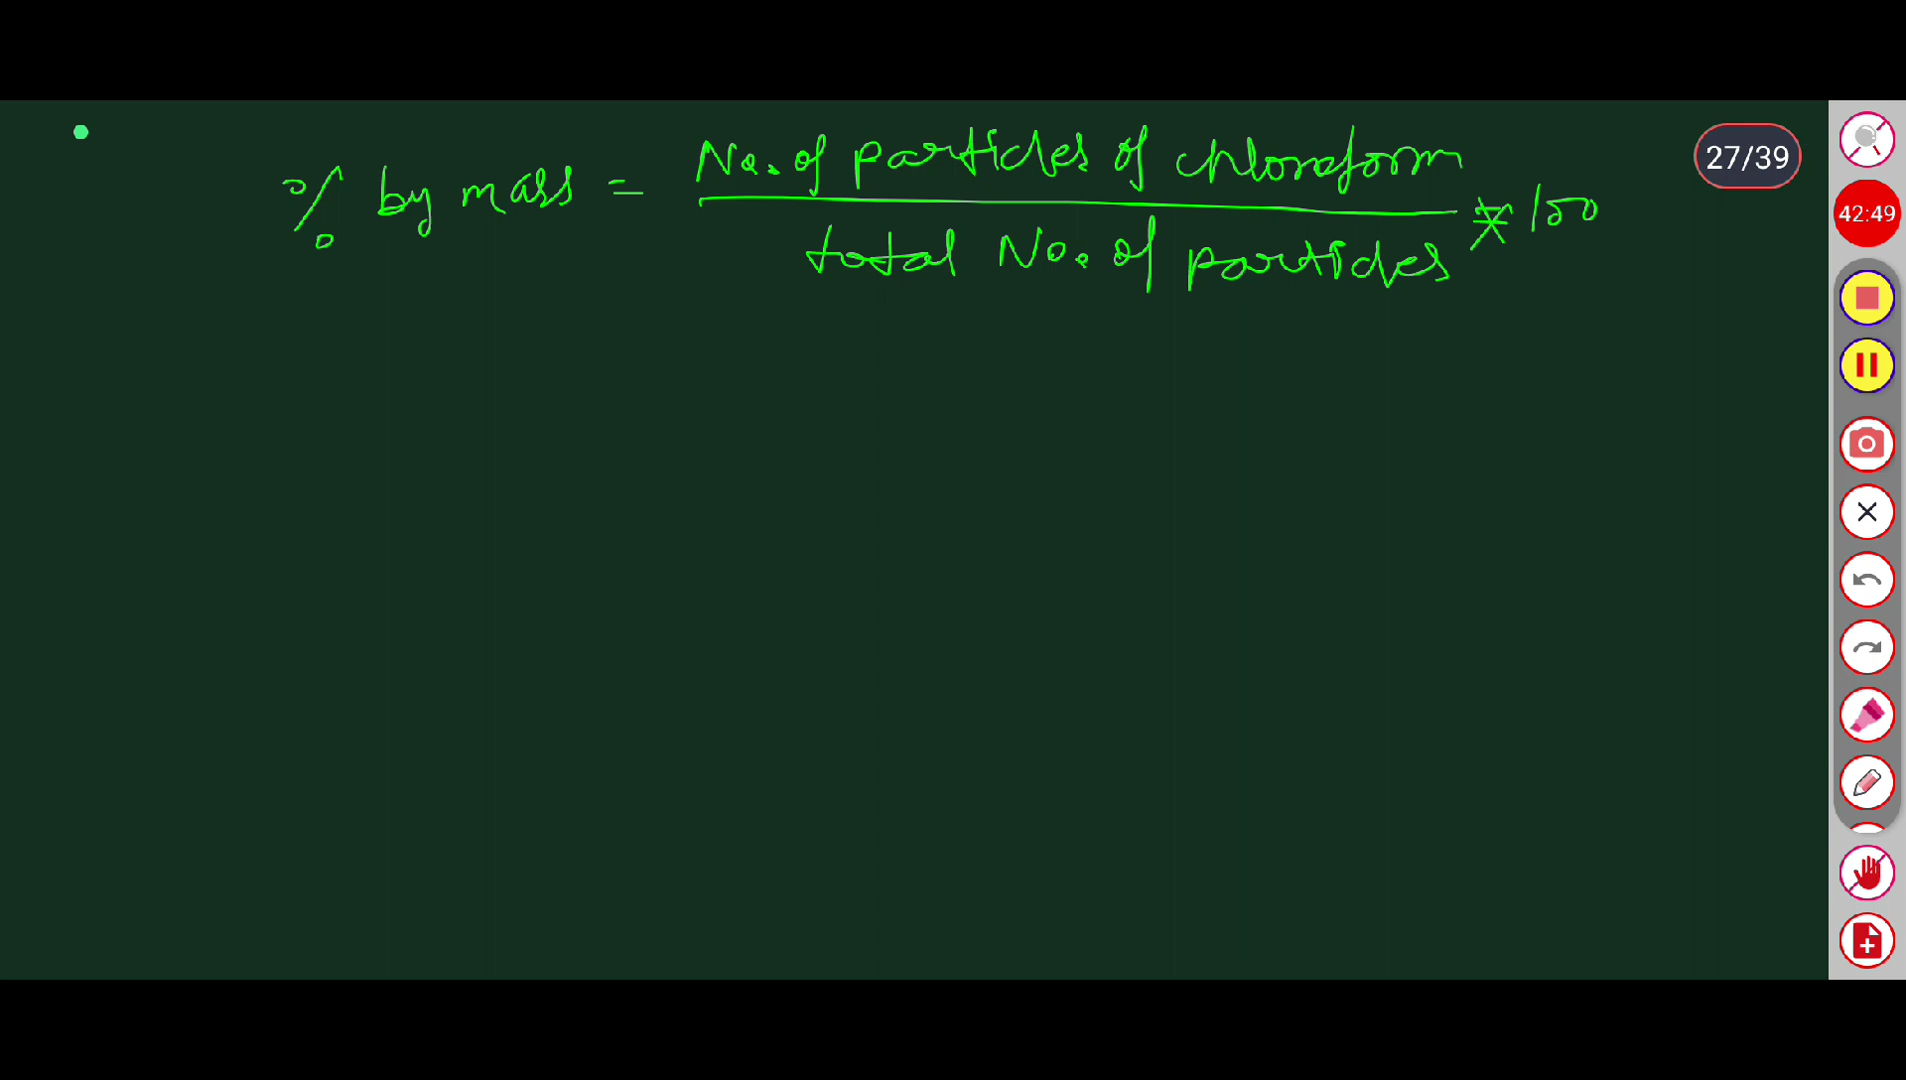 No. of particles of chloroform
% by mass = * 100
total No. of particles
27/39
42:49